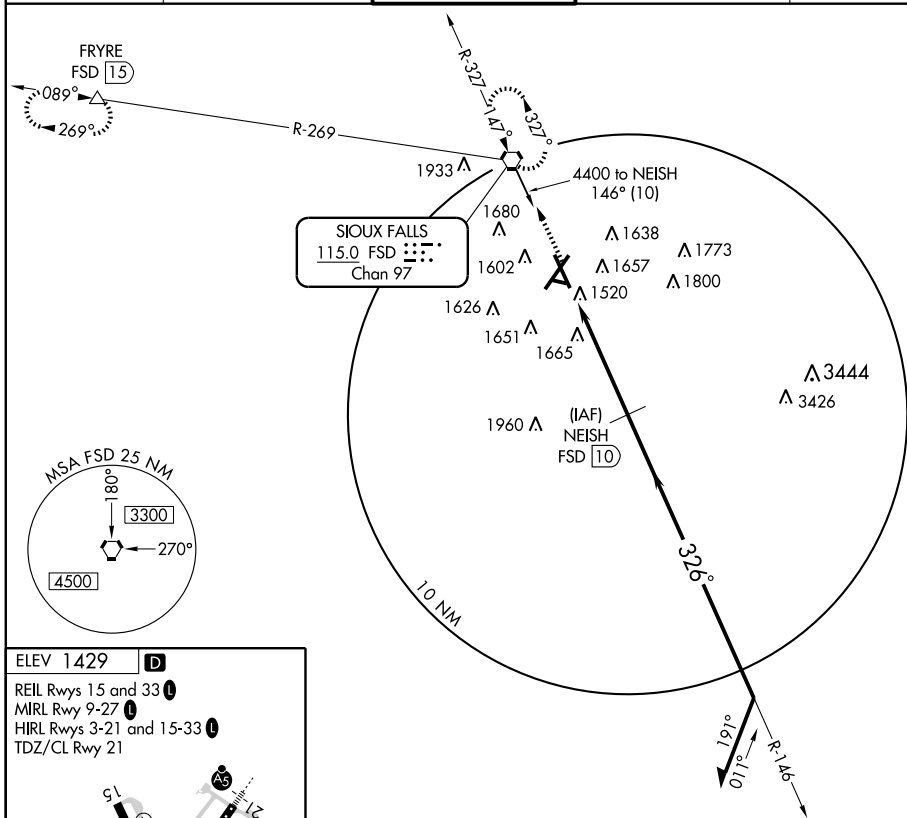 FRYRE
FSD 15
089°
269°
R-269
R-327
147°
327°
1933
4400 to NEISH
146° (10)
SIOUX FALLS
115.0 FSD
Chan 97
1680
1638
1773
1602
1657
1800
1520
1626
1651
1665
3444
3426
1960
(IAF)
NEISH
FSD 10
MSA FSD 25 NM
180°
3300
270°
4500
326°
10 NM
191°
011°
R-146
ELEV 1429 D
REIL Rwys 15 and 33 L
MIRL Rwy 9-27 L
HIRL Rwys 3-21 and 15-33 L
TDZ/CL Rwy 21
15
A5
21